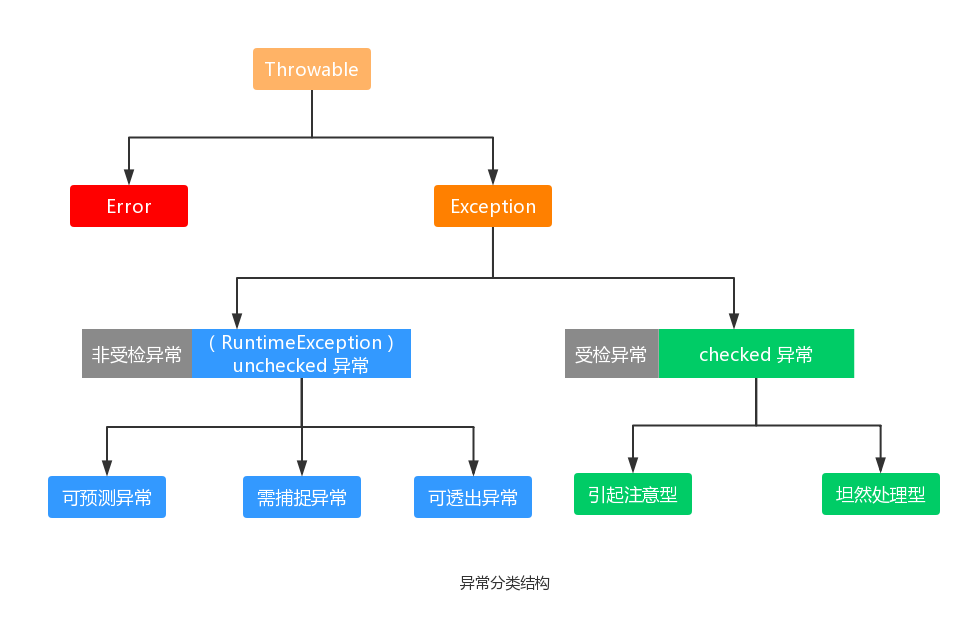 Throwable
Error
Exception
非受检异常
（ RuntimeException ）
unchecked 异常
受检异常
checked 异常
可预测异常
需捕捉异常
可透出异常
引起注意型
坦然处理型
异常分类结构